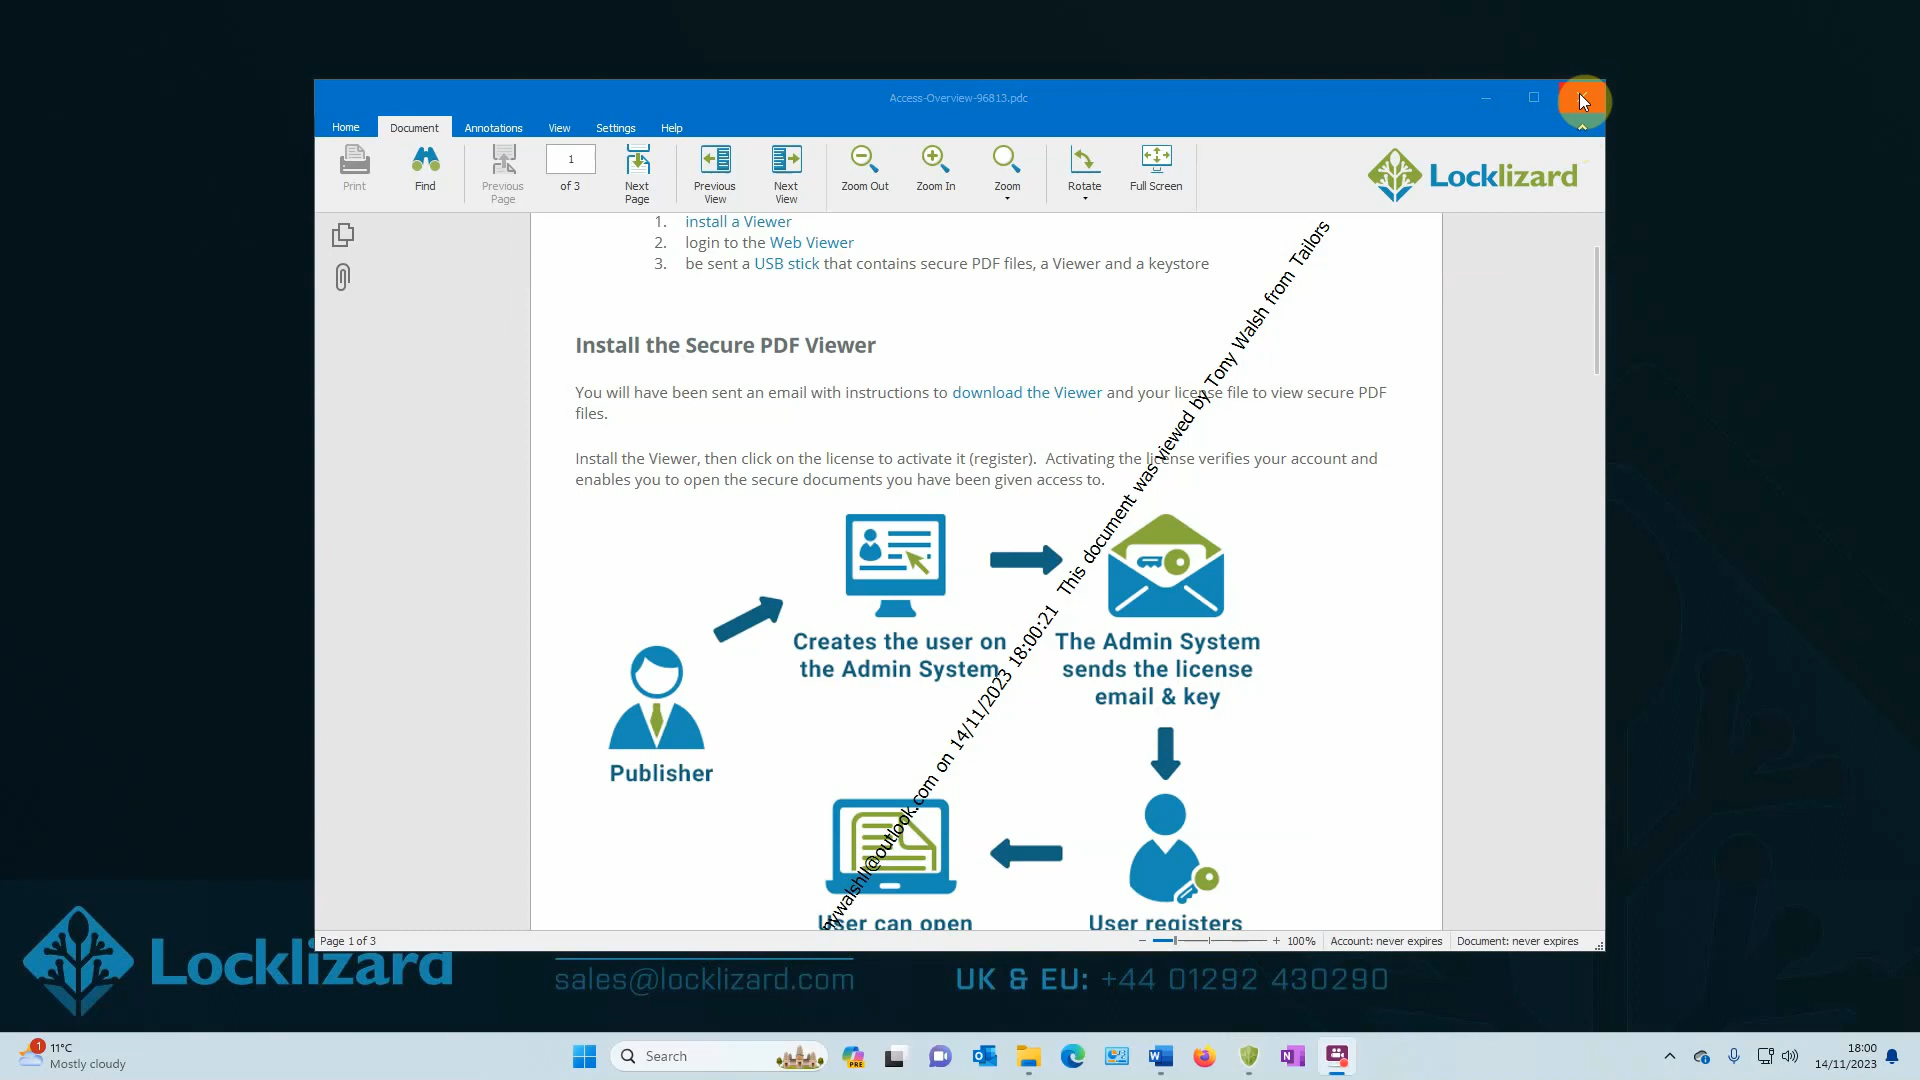 Access-Overview-96813.pdc
Home Document Annotations View Settings Help
Print
Find
Previous
Page
1
of 3
Next
Page
Previous
View
Next
View
Zoom Out
Zoom In
Zoom
Rotate
Full Screen
Locklizard
1. install a Viewer
2. login to the Web Viewer
3. be sent a USB stick that contains secure PDF files, a Viewer and a keystore
Install the Secure PDF Viewer
You will have been sent an email with instructions to download the Viewer and your license file to view secure PDF
files.
Install the Viewer, then click on the license to activate it (register). Activating the license verifies your account and
enables you to open the secure documents you have been given access to.
Creates the user on
the Admin System
The Admin System
sends the license
email & key
Publisher
User can open
User registers
nywalshll@outlook.com on 14/11/2023 18:00:21 This document was viewed by Tony Walsh from Tailors
Page 1 of 3
100%
Account: never expires
Document: never expires
Locklizard
sales@locklizard.com
UK & EU: +44 01292 430290
1
11°C
Mostly cloudy
Search
PRE
18:00
14/11/2023